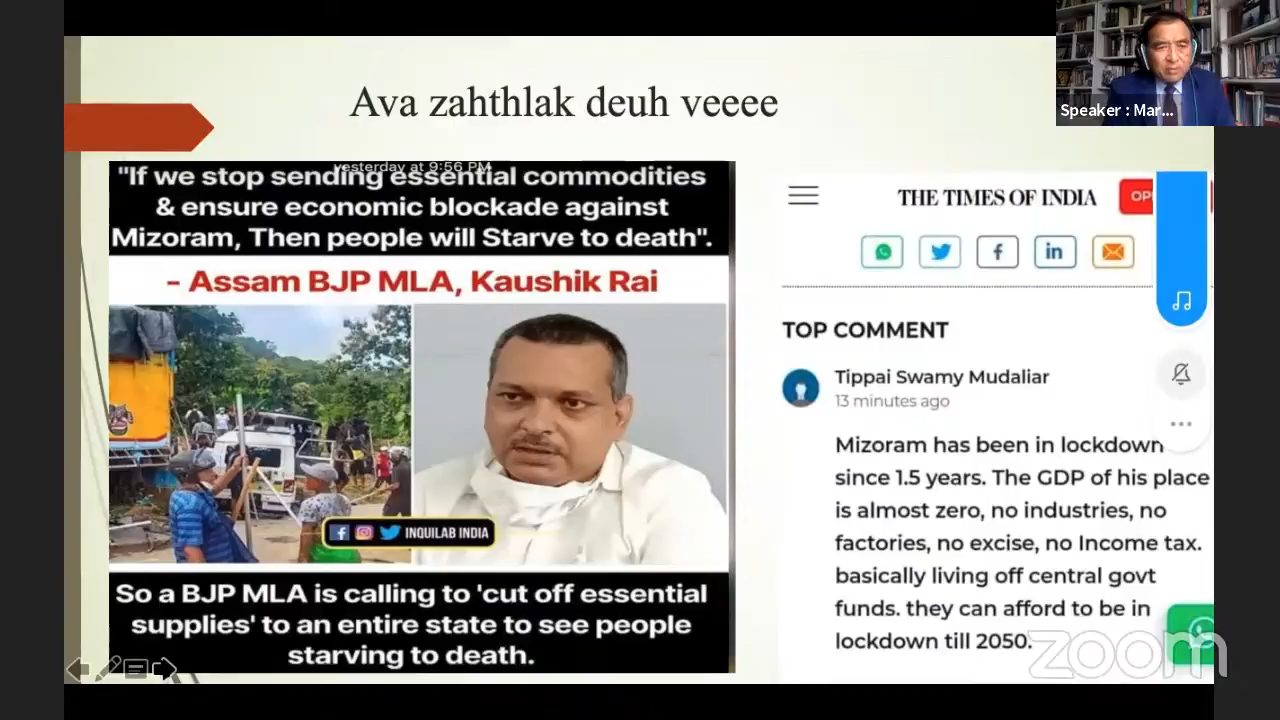 Ava zahthlak deuh veeee
Speaker : Mar...
yesterday at 9:56 PM
"If we stop sending essential commodities
& ensure economic blockade against
Mizoram, Then people will Starve to death".
- Assam BJP MLA, Kaushik Rai
INQUILAB INDIA
So a BJP MLA is calling to 'cut off essential
supplies' to an entire state to see people
starving to death.
THE TIMES OF INDIA
OP
in
TOP COMMENT
Tippai Swamy Mudaliar
13 minutes ago
Mizoram has been in lockdown
since 1.5 years. The GDP of his place
is almost zero, no industries, no
factories, no excise, no Income tax.
basically living off central govt
funds. they can afford to be in
lockdown till 2050.
zoom